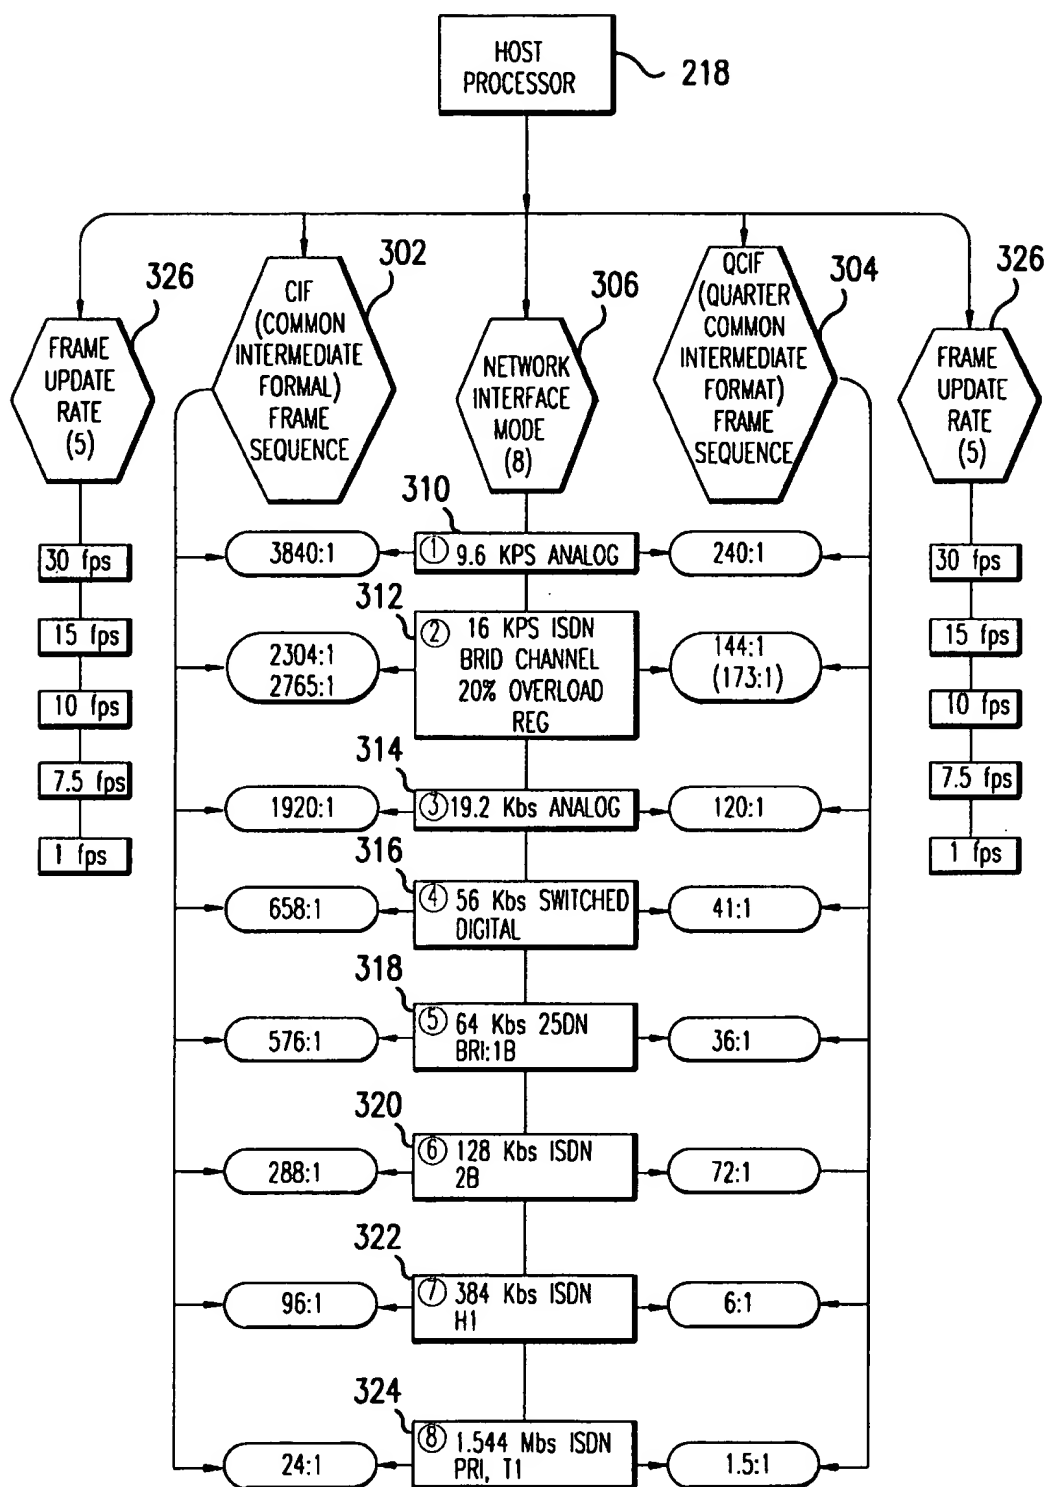 HOST
PROCESSOR
218
326
FRAME
UPDATE
RATE
(5)
302
CIF
(COMMON
INTERMEDIATE
FORMAL)
FRAME
SEQUENCE
306
NETWORK
INTERFACE
MODE
(8)
304
QCIF
(QUARTER
COMMON
INTERMEDIATE
FORMAT)
FRAME
SEQUENCE
326
FRAME
UPDATE
RATE
(5)
30 fps
15 fps
10 fps
7.5 fps
1 fps
310
3840:1
① 9.6 KPS ANALOG
240:1
312
2304:1
2765:1
② 16 KPS ISDN
BRID CHANNEL
20% OVERLOAD
REG
144:1
(173:1)
314
1920:1
③ 19.2 Kbs ANALOG
120:1
316
658:1
④ 56 Kbs SWITCHED
DIGITAL
41:1
318
576:1
⑤ 64 Kbs 25DN
BRI:1B
36:1
320
288:1
⑥ 128 Kbs ISDN
2B
72:1
322
96:1
⑦ 384 Kbs ISDN
H1
6:1
324
24:1
⑧ 1.544 Mbs ISDN
PRI, T1
1.5:1
30 fps
15 fps
10 fps
7.5 fps
1 fps